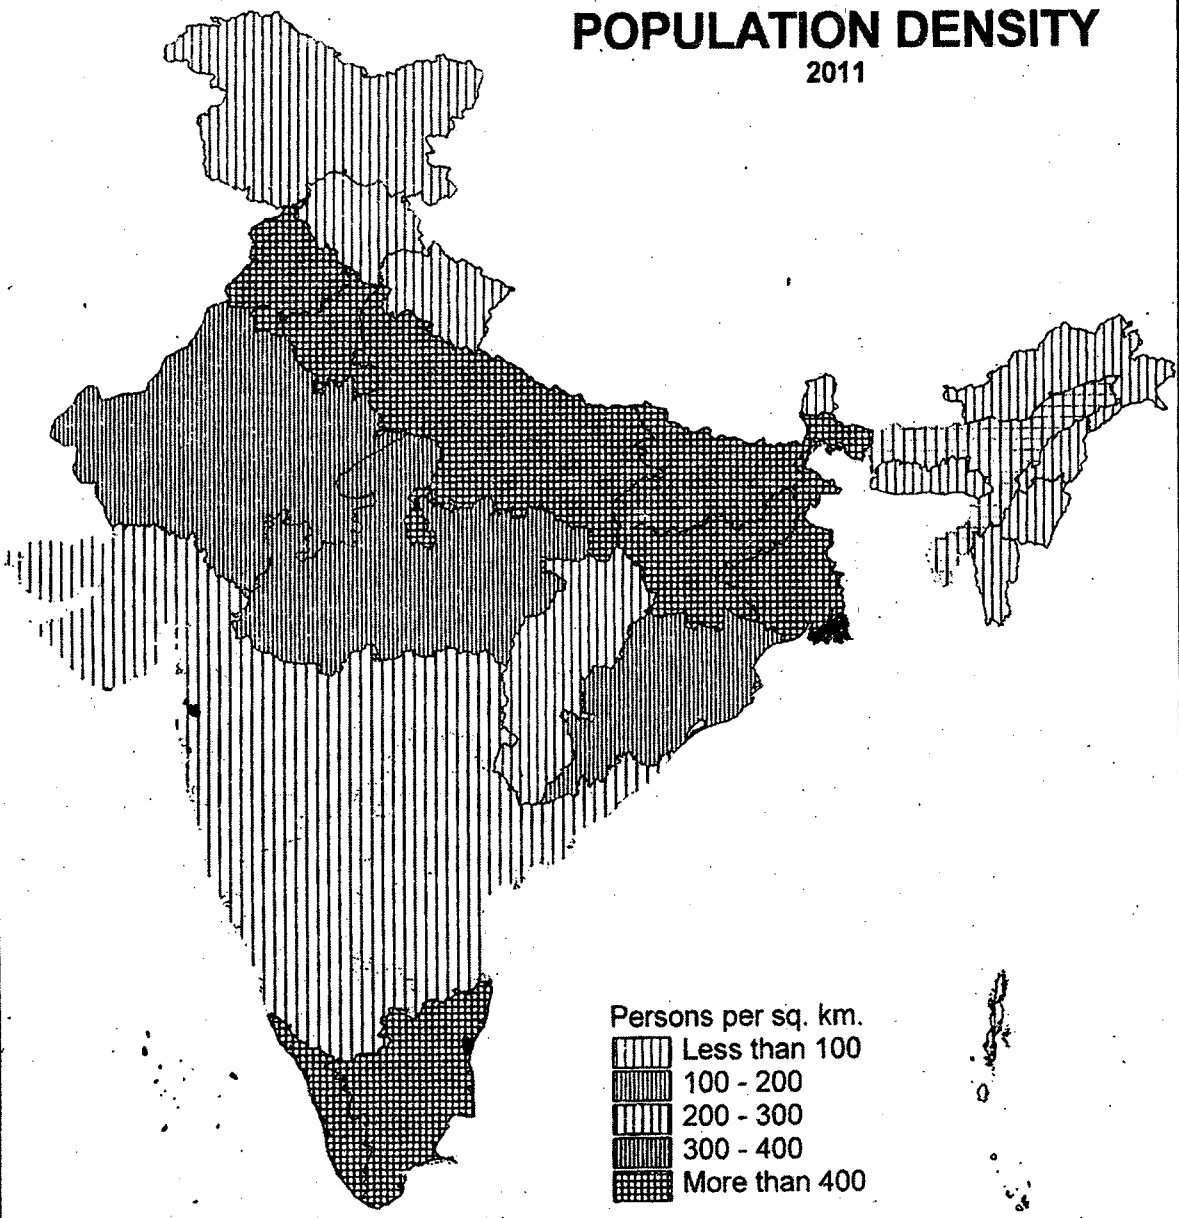 POPULATION DENSITY
2011
Persons per sq. km.
Less than 100
100 - 200
200 - 300
300 - 400
More than 400